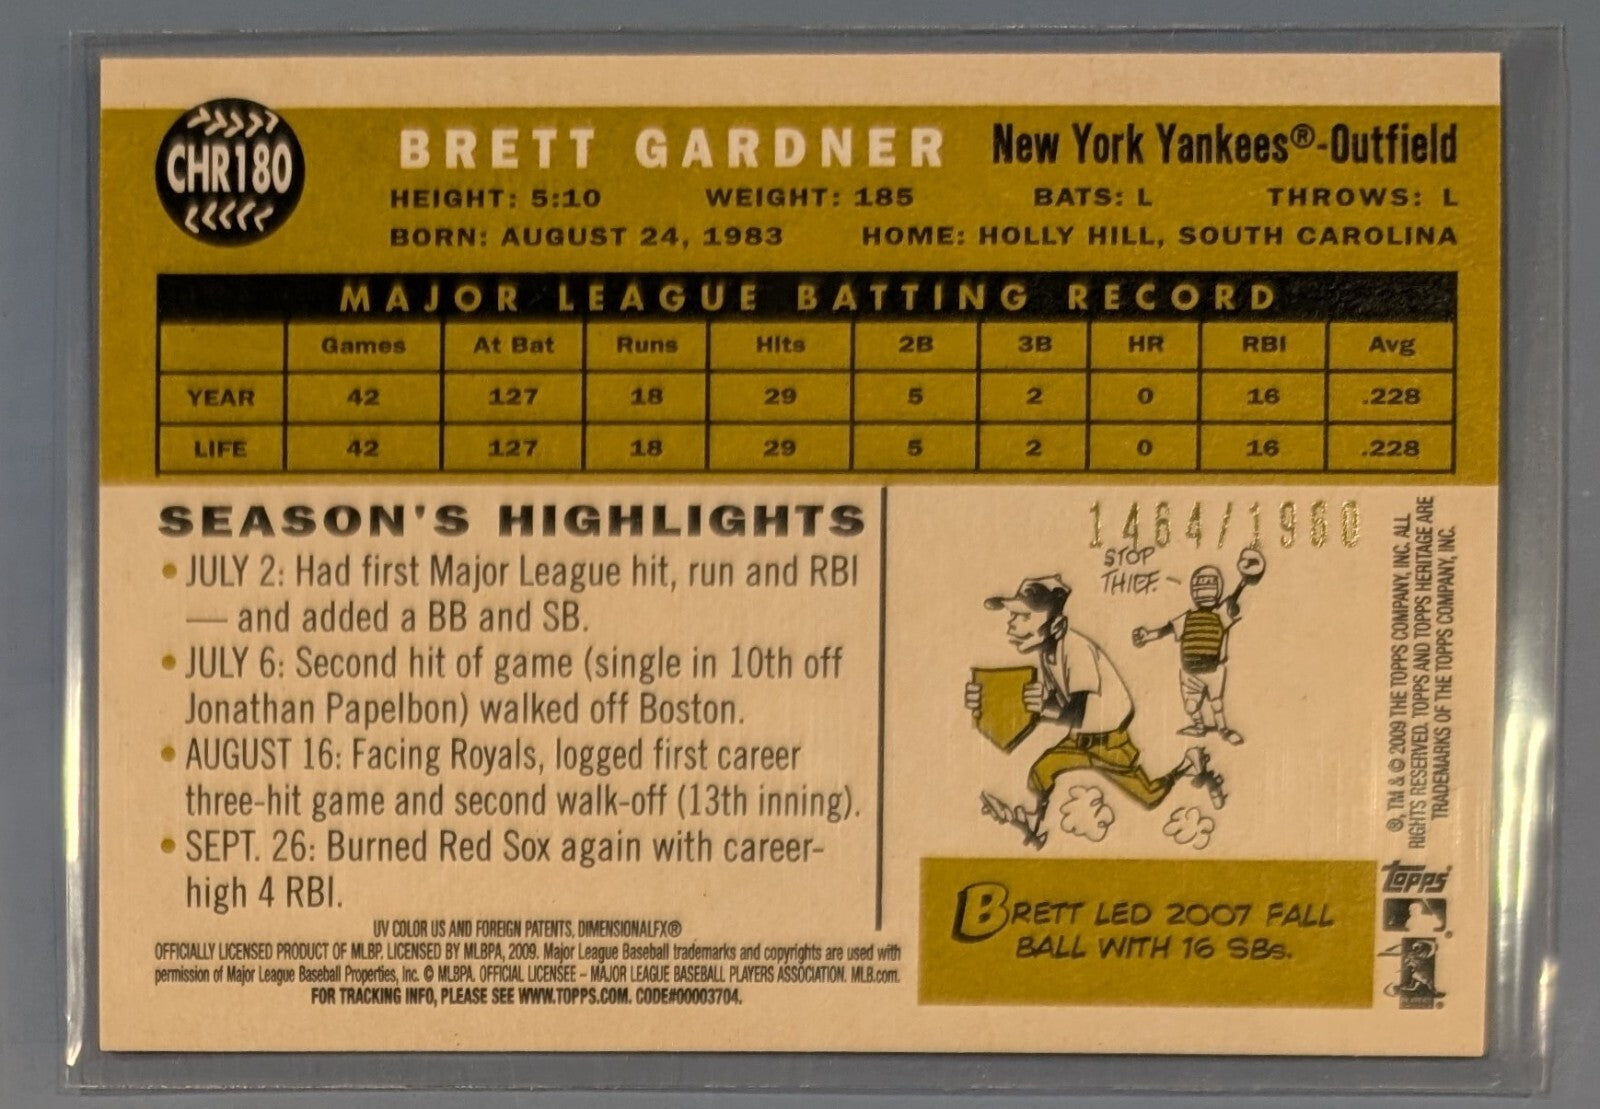 CHR180
BRETT GARDNER New York Yankees®-Outfield
HEIGHT: 5:10 WEIGHT: 185 BATS: L THROWS: L
BORN: AUGUST 24, 1983 HOME: HOLLY HILL, SOUTH CAROLINA
MAJOR LEAGUE BATTING RECORD
Games At Bat Runs Hits 2B 3B HR RBI Avg
YEAR 42 127 18 29 5 2 0 16 .228
LIFE 42 127 18 29 5 2 0 16 .228
SEASON'S HIGHLIGHTS
• JULY 2: Had first Major League hit, run and RBI
— and added a BB and SB.
• JULY 6: Second hit of game (single in 10th off
Jonathan Papelbon) walked off Boston.
• AUGUST 16: Facing Royals, logged first career
three-hit game and second walk-off (13th inning).
• SEPT. 26: Burned Red Sox again with career-
high 4 RBI.
UV COLOR US AND FOREIGN PATENTS, DIMENSIONALFX®
OFFICIALLY LICENSED PRODUCT OF MLBP. LICENSED BY MLBPA, 2009. Major League Baseball trademarks and copyrights are used with
permission of Major League Baseball Properties, Inc. © MLBPA. OFFICIAL LICENSEE – MAJOR LEAGUE BASEBALL PLAYERS ASSOCIATION. MLB.com.
FOR TRACKING INFO, PLEASE SEE WWW.TOPPS.COM. CODE#00003704.
STOP
THIEF.
BRETT LED 2007 FALL
BALL WITH 16 SBs.
®, TM & © 2009 THE TOPPS COMPANY, INC. ALL
RIGHTS RESERVED. TOPPS AND TOPPS HERITAGE ARE
TRADEMARKS OF THE TOPPS COMPANY, INC.
Topps®